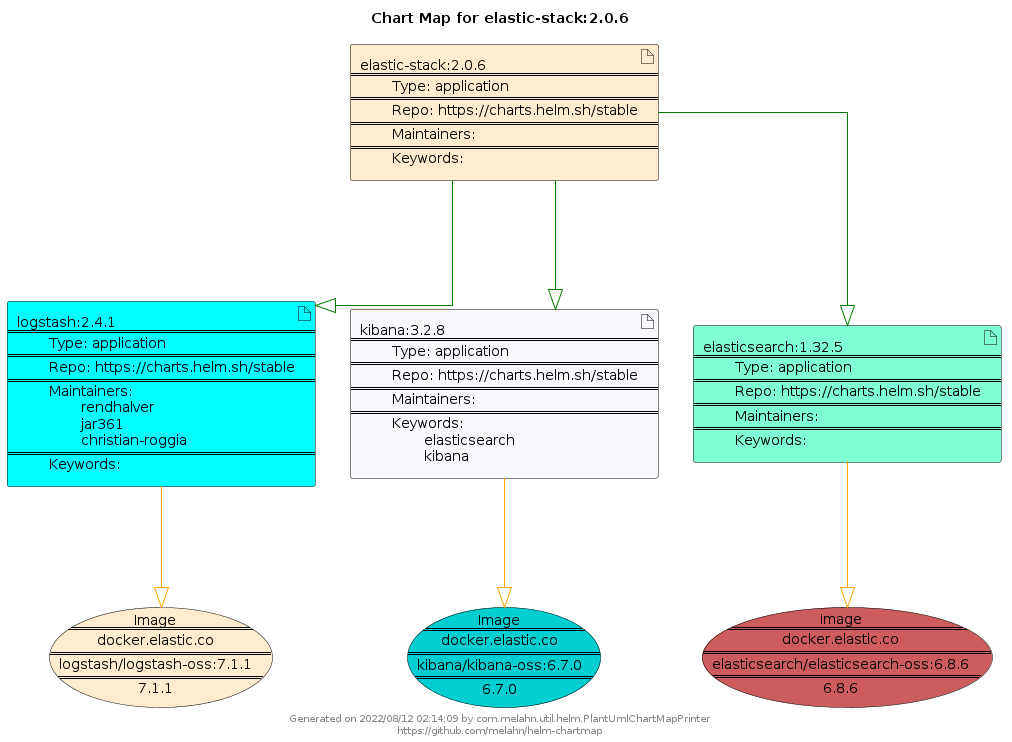 Chart Map for elastic-stack:2.0.6
elastic-stack:2.0.6
Type: application
Repo: https://charts.helm.sh/stable
Maintainers:
Keywords:
logstash:2.4.1
Type: application
Repo: https://charts.helm.sh/stable
Maintainers:
rendhalver
jar361
christian-roggia
Keywords:
kibana:3.2.8
Type: application
Repo: https://charts.helm.sh/stable
Maintainers:
Keywords:
elasticsearch
kibana
elasticsearch:1.32.5
Type: application
Repo: https://charts.helm.sh/stable
Maintainers:
Keywords:
Image
docker.elastic.co
logstash/logstash-oss:7.1.1
7.1.1
Image
docker.elastic.co
kibana/kibana-oss:6.7.0
6.7.0
Image
docker.elastic.co
elasticsearch/elasticsearch-oss:6.8.6
6.8.6
Generated on 2022/08/12 02:14:09 by com.melahn.util.helm.PlantUmlChartMapPrinter
https://github.com/melahn/helm-chartmap